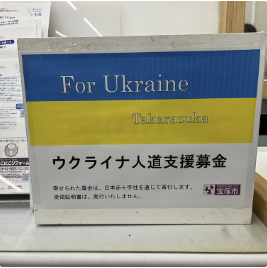 For Ukraine
Takarazuka
ウクライナ人道支援募金
寄せられた募金は、日本赤十字社を通じて寄付します。
受領証明書は、発行いたしません。
宝塚市